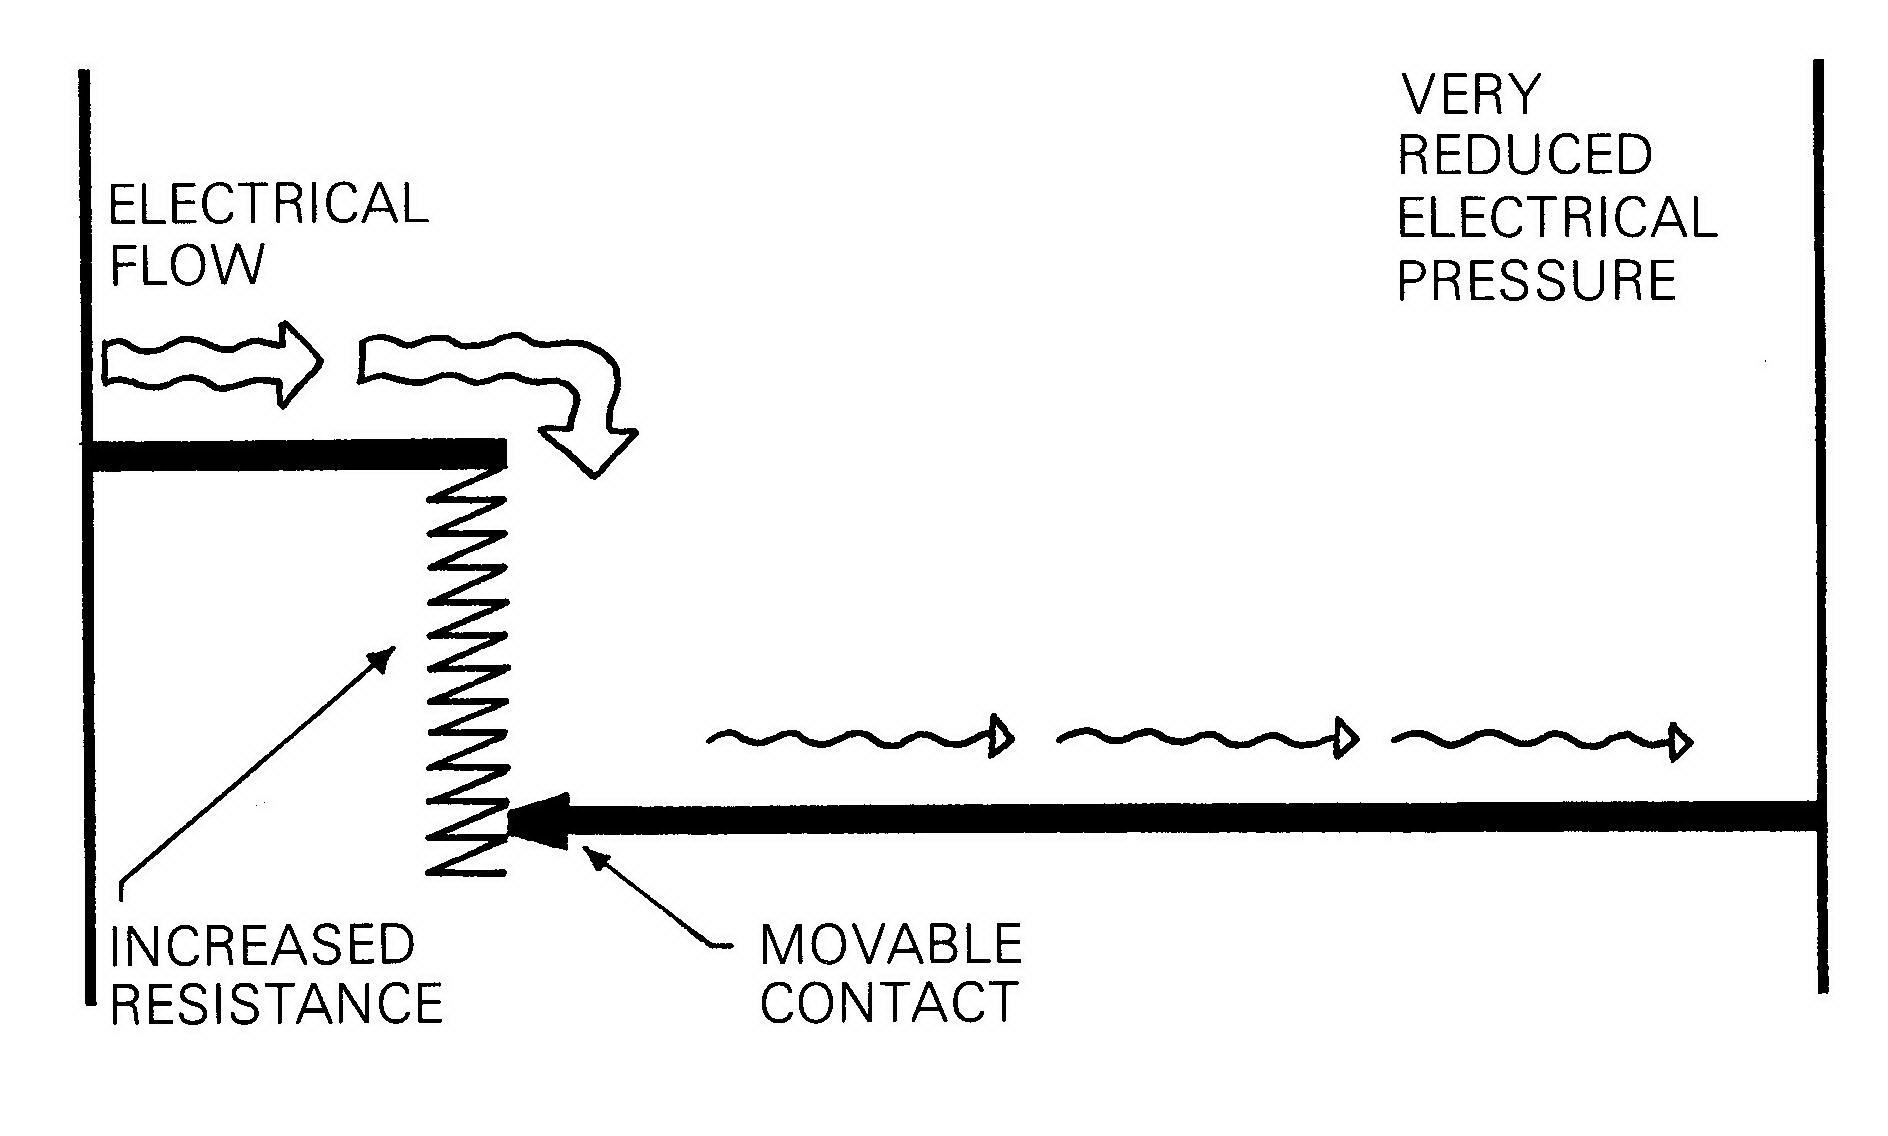 ELECTRICAL
FLOW
VERY
REDUCED
ELECTRICAL
PRESSURE
INCREASED
RESISTANCE
MOVABLE
CONTACT